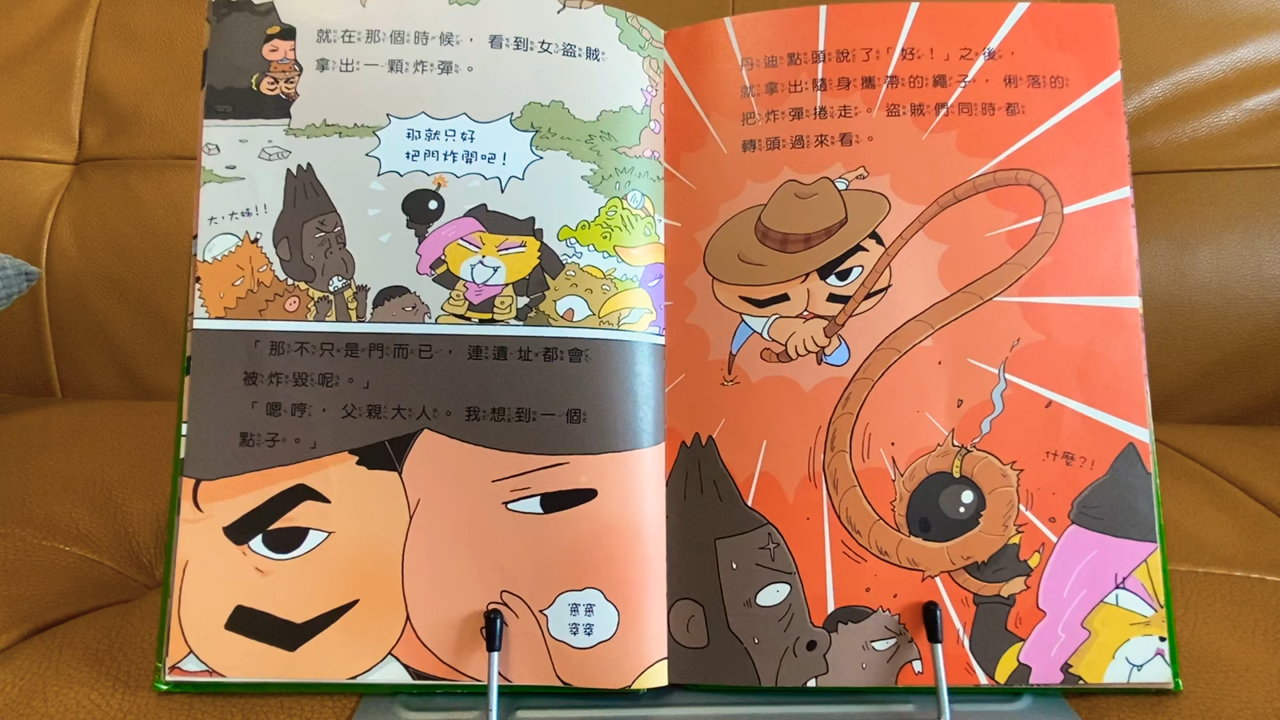 就在那個時候，看到女盜賊
拿出一顆炸彈。
那就只好
把門炸開吧！
大，大姊！！
「那不只是門而已，連遺址都會
被炸毀呢。」
「嗯哼，父親大人。我想到一個
點子。」
窸窸
窣窣
丹迪點頭說了「好！」之後，
就拿出隨身攜帶的繩子，俐落的
把炸彈捲走。盜賊們同時都
轉頭過來看。
什麼？！